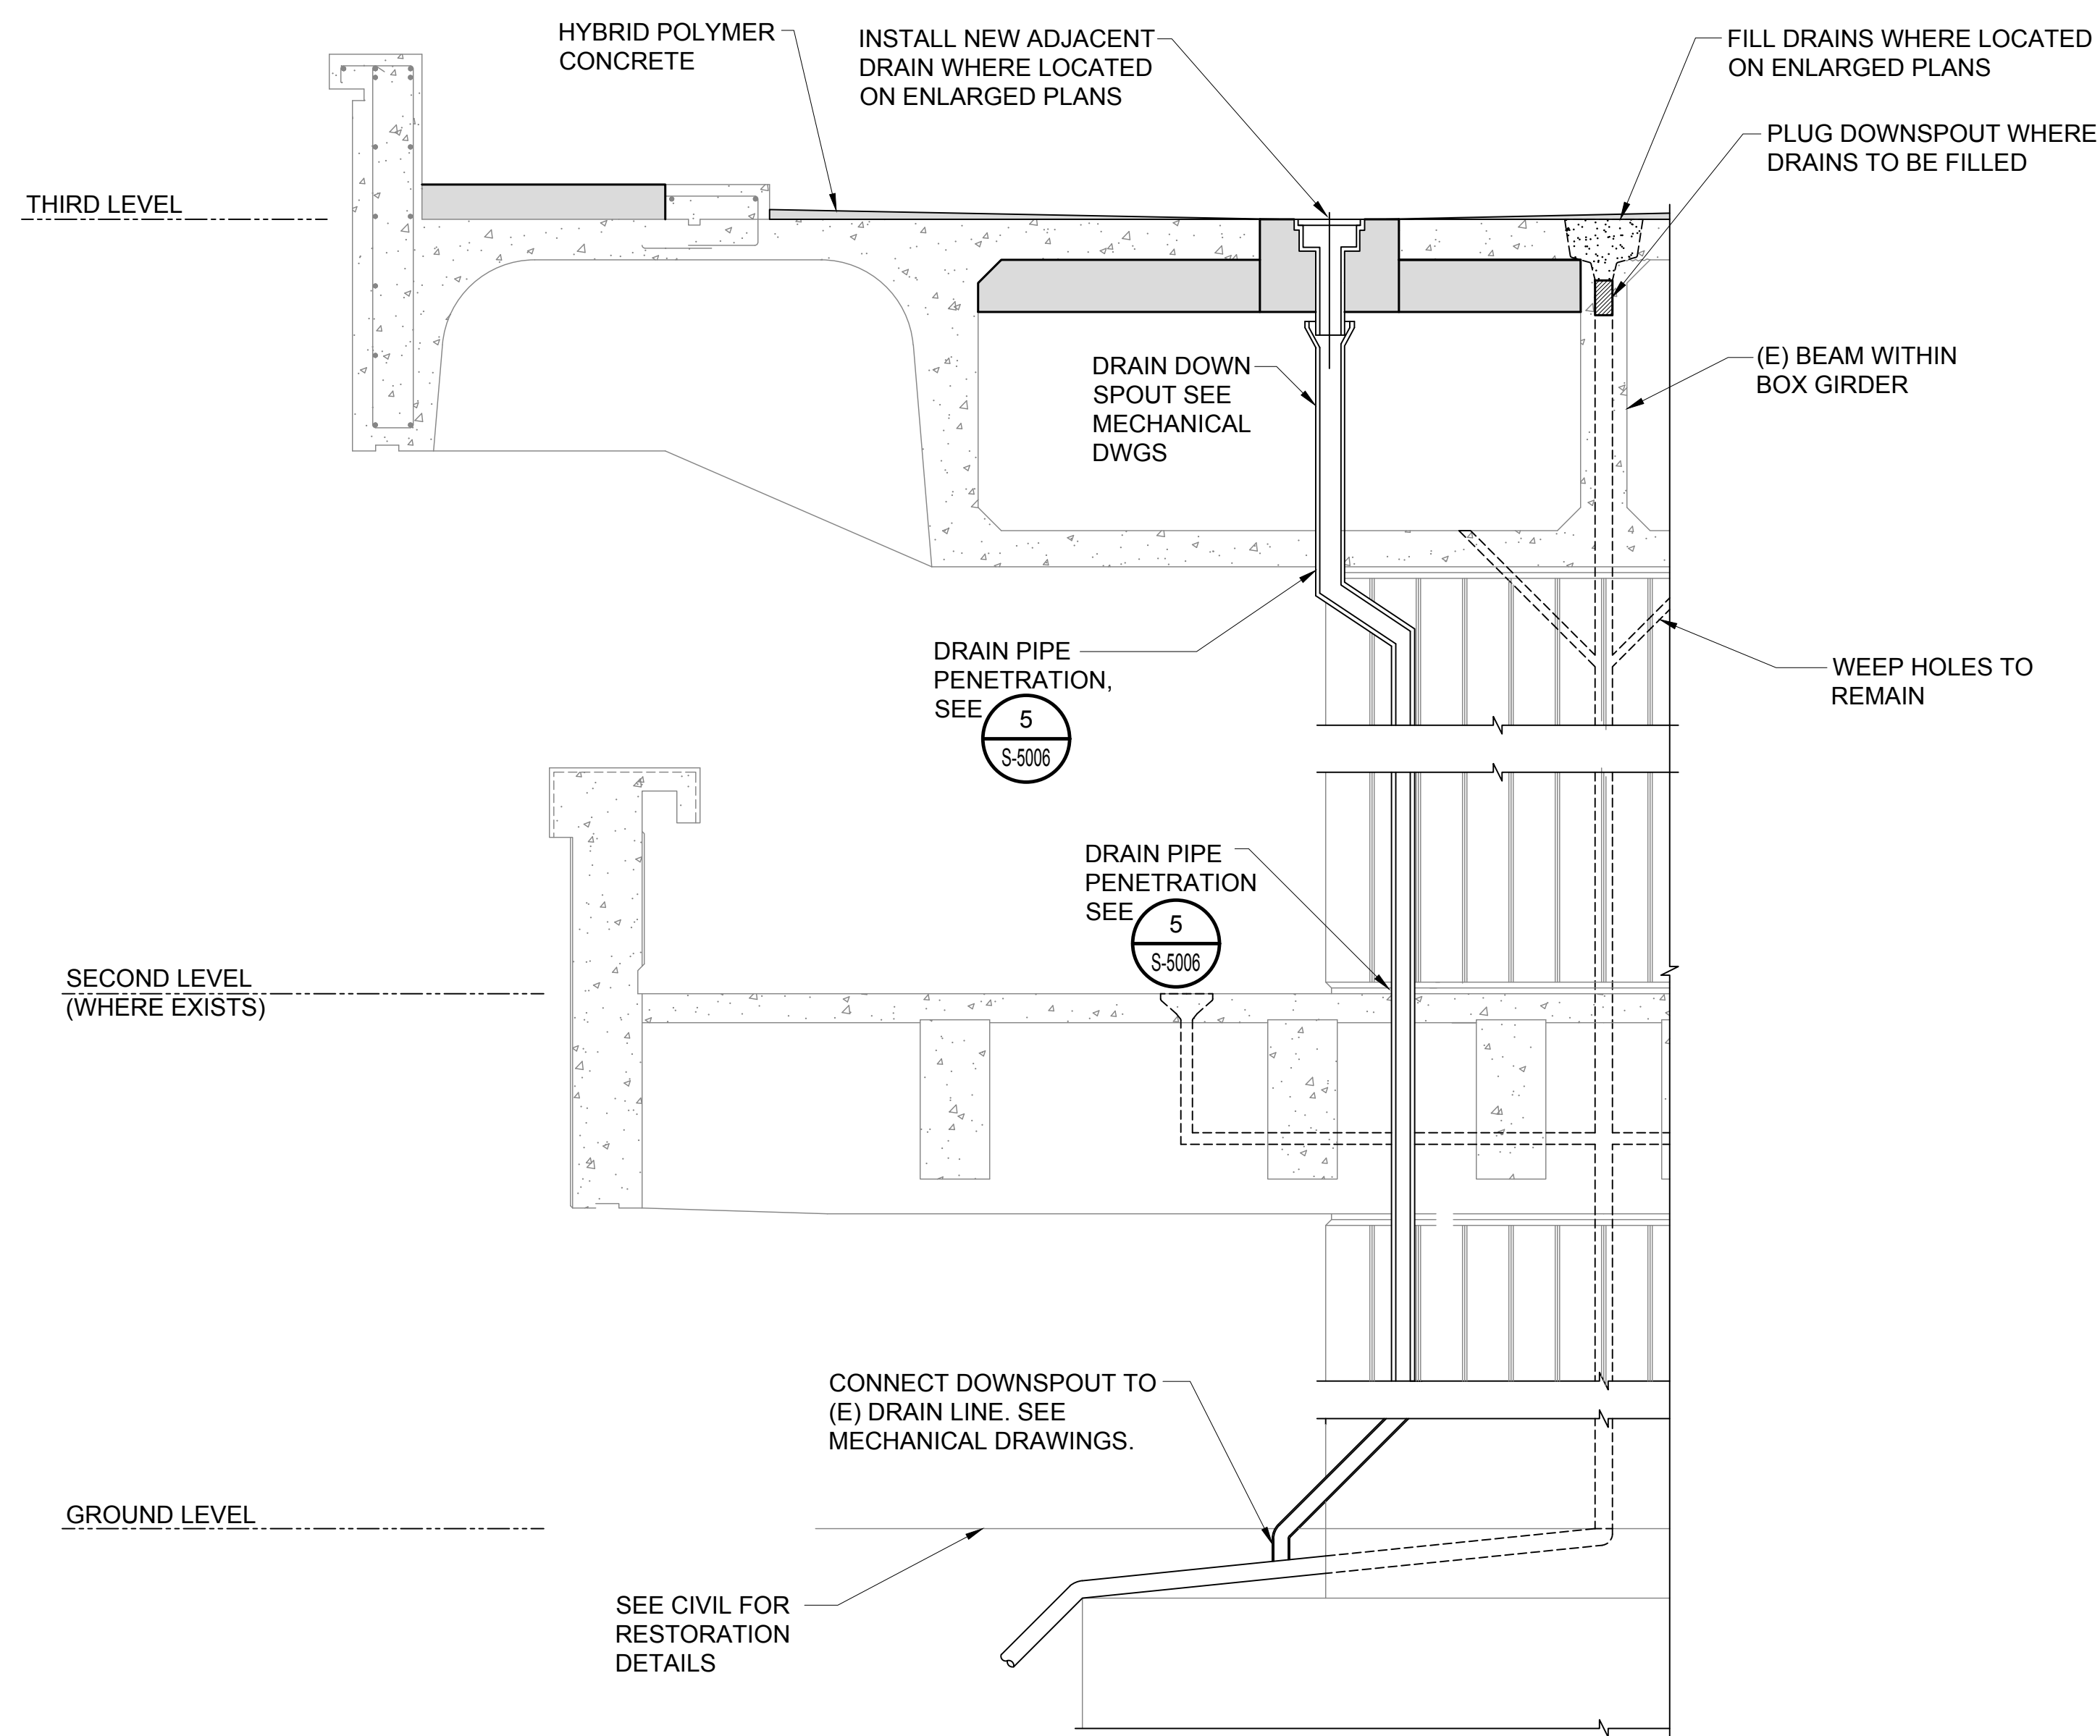 HYBRID POLYMER
CONCRETE
INSTALL NEW ADJACENT
DRAIN WHERE LOCATED
ON ENLARGED PLANS
FILL DRAINS WHERE LOCATED
ON ENLARGED PLANS
PLUG DOWNSPOUT WHERE
DRAINS TO BE FILLED
THIRD LEVEL
DRAIN DOWN
SPOUT SEE
MECHANICAL
DWGS
(E) BEAM WITHIN
BOX GIRDER
DRAIN PIPE
PENETRATION,
SEE
5
S-5006
WEEP HOLES TO
REMAIN
DRAIN PIPE
PENETRATION
SEE
5
S-5006
SECOND LEVEL
(WHERE EXISTS)
CONNECT DOWNSPOUT TO
(E) DRAIN LINE. SEE
MECHANICAL DRAWINGS.
GROUND LEVEL
SEE CIVIL FOR
RESTORATION
DETAILS